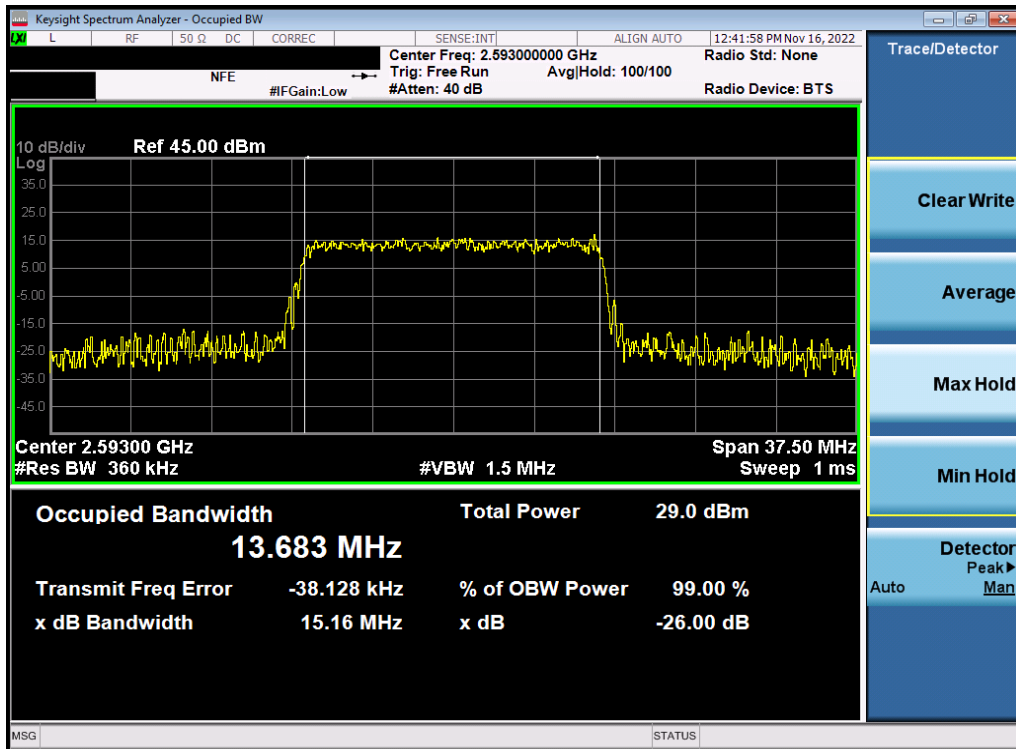 Keysight Spectrum Analyzer - Occupied BW
LXI L RF 50 Ω DC CORREC SENSE:INT ALIGN AUTO 12:41:58 PM Nov 16, 2022
Center Freq: 2.593000000 GHz Radio Std: None
NFE Trig: Free Run Avg|Hold: 100/100
#IFGain:Low #Atten: 40 dB Radio Device: BTS
Trace/Detector
10 dB/div Ref 45.00 dBm
Log
35.0
25.0
15.0
5.00
-5.00
-15.0
-25.0
-35.0
-45.0
Center 2.59300 GHz Span 37.50 MHz
#Res BW 360 kHz #VBW 1.5 MHz Sweep 1 ms
Occupied Bandwidth Total Power 29.0 dBm
13.683 MHz
Transmit Freq Error -38.128 kHz % of OBW Power 99.00 %
x dB Bandwidth 15.16 MHz x dB -26.00 dB
Clear Write
Average
Max Hold
Min Hold
Detector
Peak▶
Auto Man
MSG STATUS